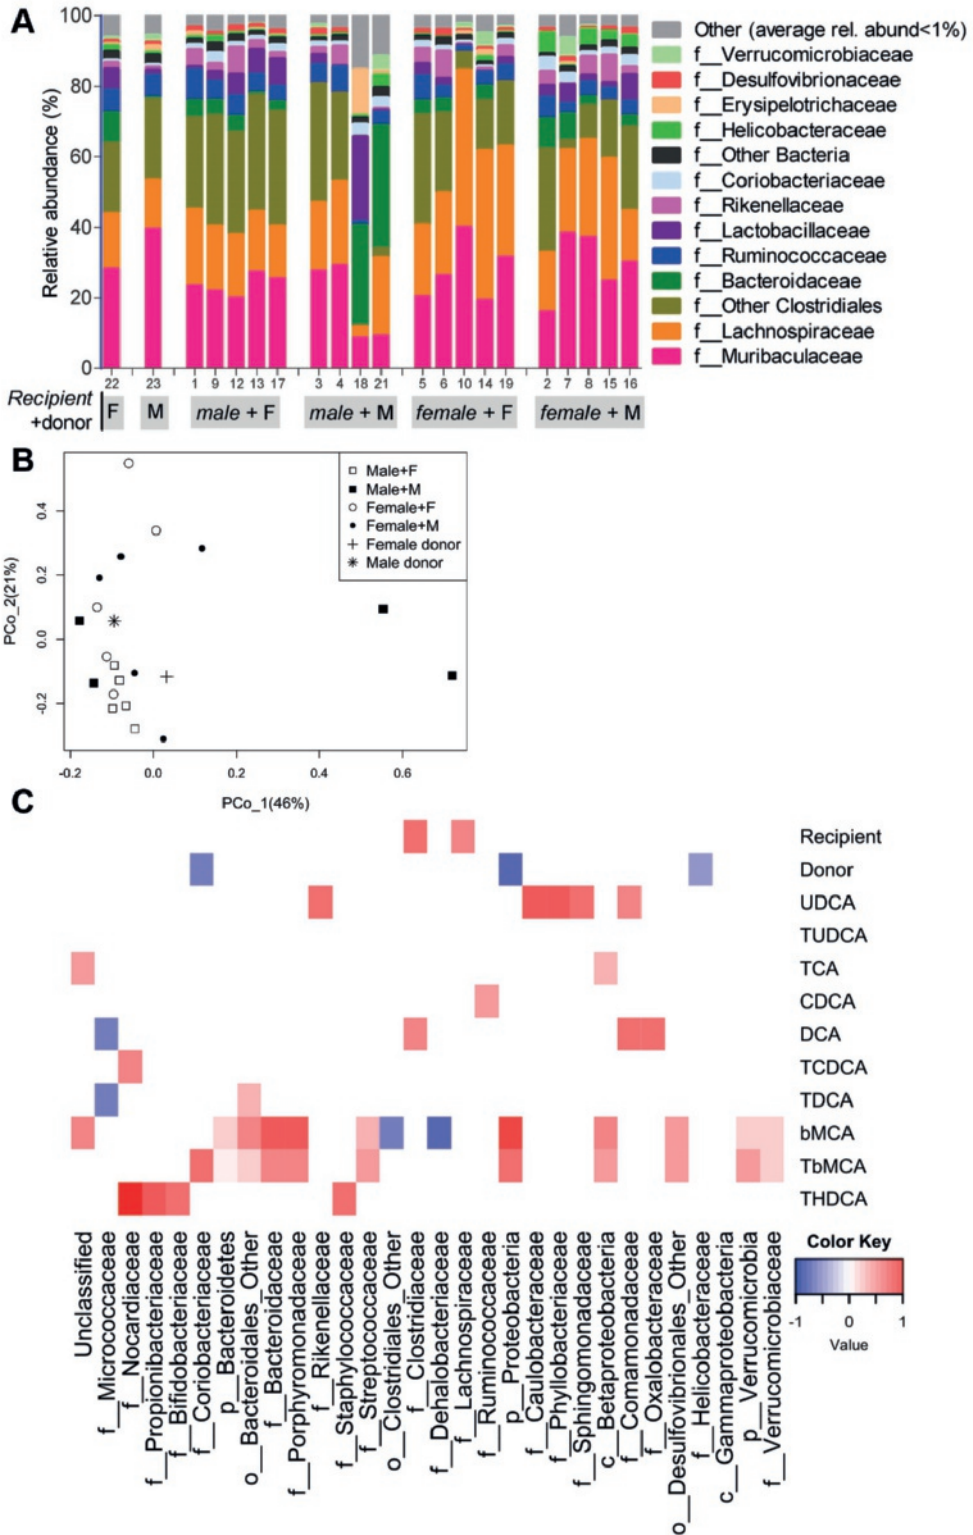 A
Relative abundance (%)
100
80
60
40
20
0
Other (average rel. abund<1%)
f__Verrucomicrobiaceae
f__Desulfovibrionaceae
f__Erysipelotrichaceae
f__Helicobacteraceae
f__Other Bacteria
f__Coriobacteriaceae
f__Rikenellaceae
f__Lactobacillaceae
f__Ruminococcaceae
f__Bacteroidaceae
f__Other Clostridiales
f__Lachnospiraceae
f__Muribaculaceae
22 23 1 9 12 13 17 3 4 18 21 5 6 10 14 19 2 7 8 15 16
Recipient
+donor
F M male + F male + M female + F female + M
B
PCo_2(21%)
0.4
0.2
0.0
-0.2
Male+F
Male+M
Female+F
Female+M
Female donor
Male donor
-0.2 0.0 0.2 0.4 0.6
PCo_1(46%)
C
Recipient
Donor
UDCA
TUDCA
TCA
CDCA
DCA
TCDCA
TDCA
bMCA
TbMCA
THDCA
Unclassified
f__Micrococcaceae
f__Nocardiaceae
f__Propionibacteriaceae
f__Bifidobacteriaceae
f__Coriobacteriaceae
p__Bacteroidetes
o__Bacteroidales_Other
f__Bacteroidaceae
f__Porphyromonadaceae
f__Rikenellaceae
f__Staphylococcaceae
f__Streptococcaceae
o__Clostridiales_Other
f__Clostridiaceae
f__Dehalobacteriaceae
f__Lachnospiraceae
f__Ruminococcaceae
p__Proteobacteria
f__Caulobacteraceae
f__Phyllobacteriaceae
f__Sphingomonadaceae
c__Betaproteobacteria
f__Comamonadaceae
f__Oxalobacteraceae
o__Desulfovibrionales_Other
f__Helicobacteraceae
c__Gammaproteobacteria
p__Verrucomicrobia
f__Verrucomicrobiaceae
Color Key
-1 0 1
Value